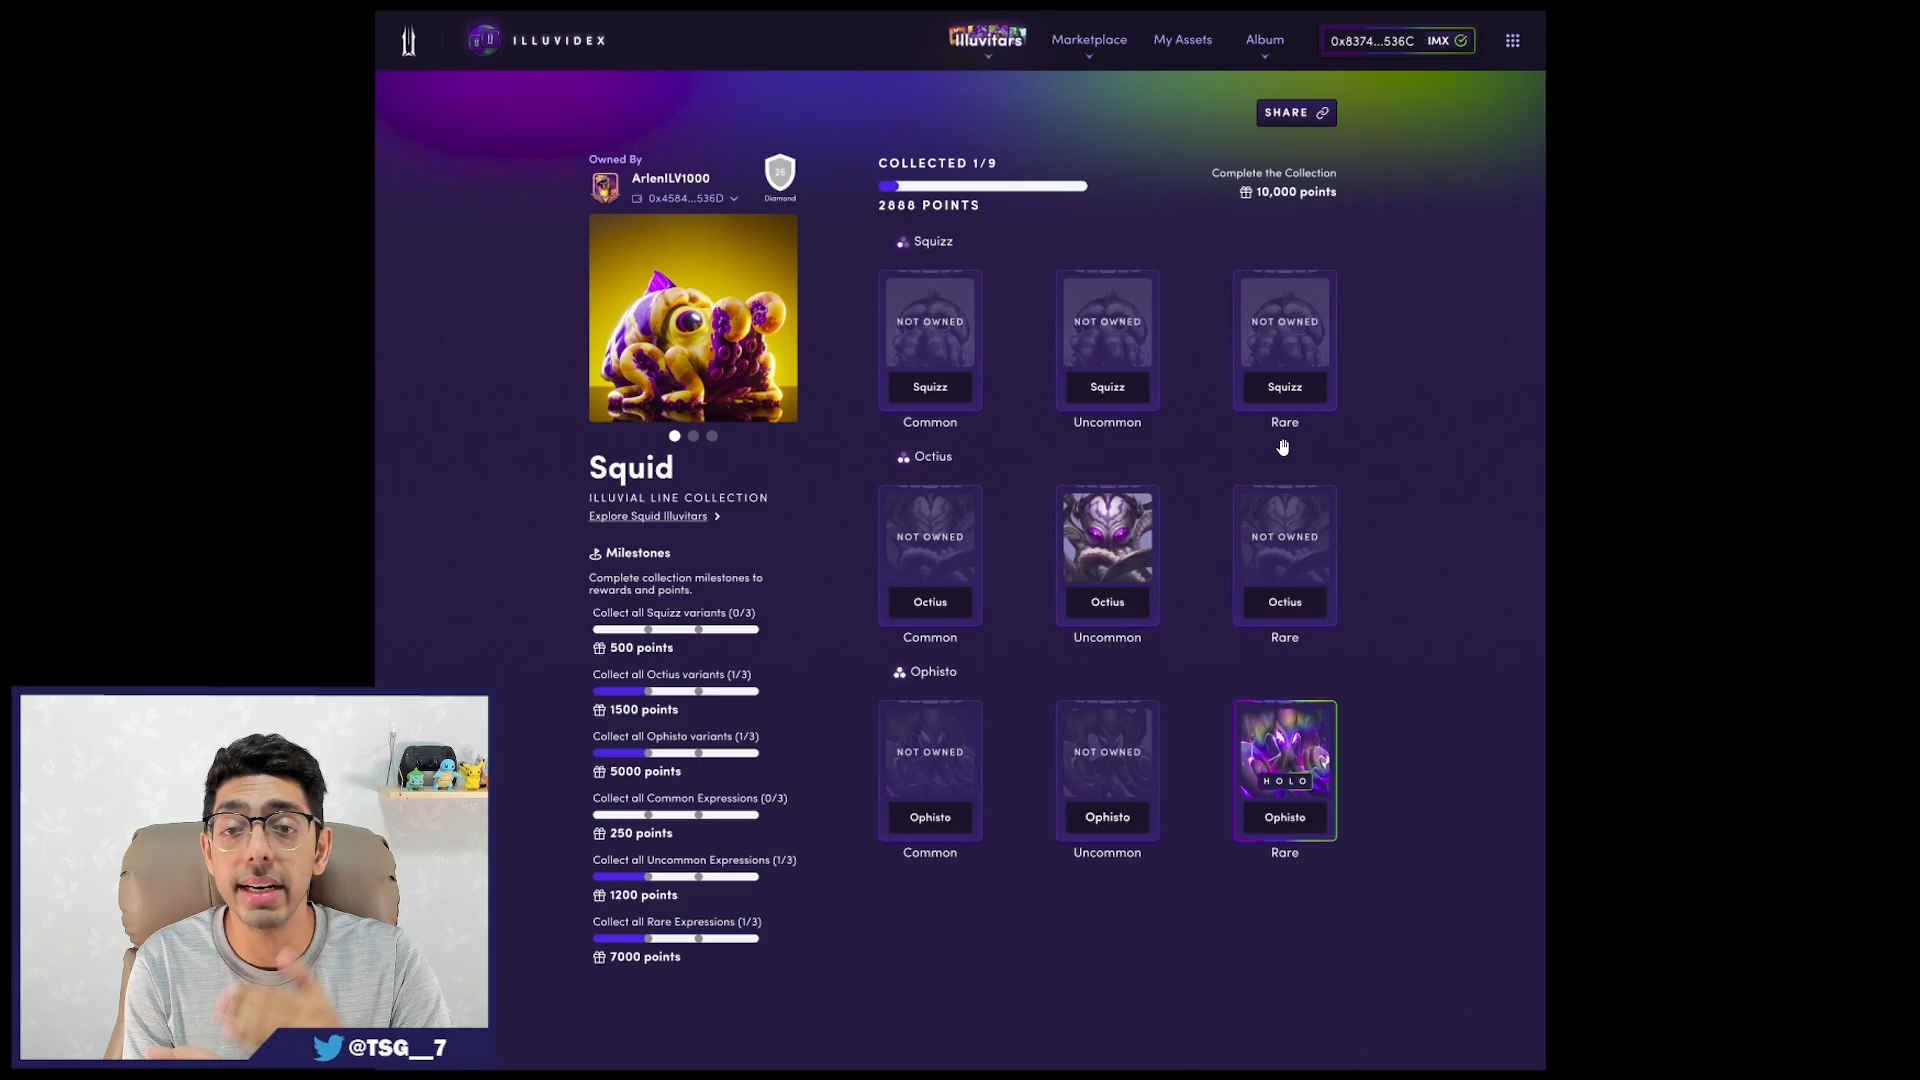 ILLUVIDEX
Illuvitars
Marketplace
My Assets
Album
0x8374...536C IMX
SHARE
Owned By
ArlenILV1000
0x4584...536D
26
Diamond
COLLECTED 1/9
2888 POINTS
Complete the Collection
10,000 points
Squizz
NOT OWNED
Squizz
Common
NOT OWNED
Squizz
Uncommon
NOT OWNED
Squizz
Rare
Squid
ILLUVIAL LINE COLLECTION
Explore Squid Illuvitars
Milestones
Complete collection milestones to
rewards and points.
Collect all Squizz variants (0/3)
500 points
Collect all Octius variants (1/3)
1500 points
Collect all Ophisto variants (1/3)
5000 points
Collect all Common Expressions (0/3)
250 points
Collect all Uncommon Expressions (1/3)
1200 points
Collect all Rare Expressions (1/3)
7000 points
Octius
NOT OWNED
Octius
Common
Octius
Uncommon
NOT OWNED
Octius
Rare
Ophisto
NOT OWNED
Ophisto
Common
NOT OWNED
Ophisto
Uncommon
HOLO
Ophisto
Rare
@TSG__7